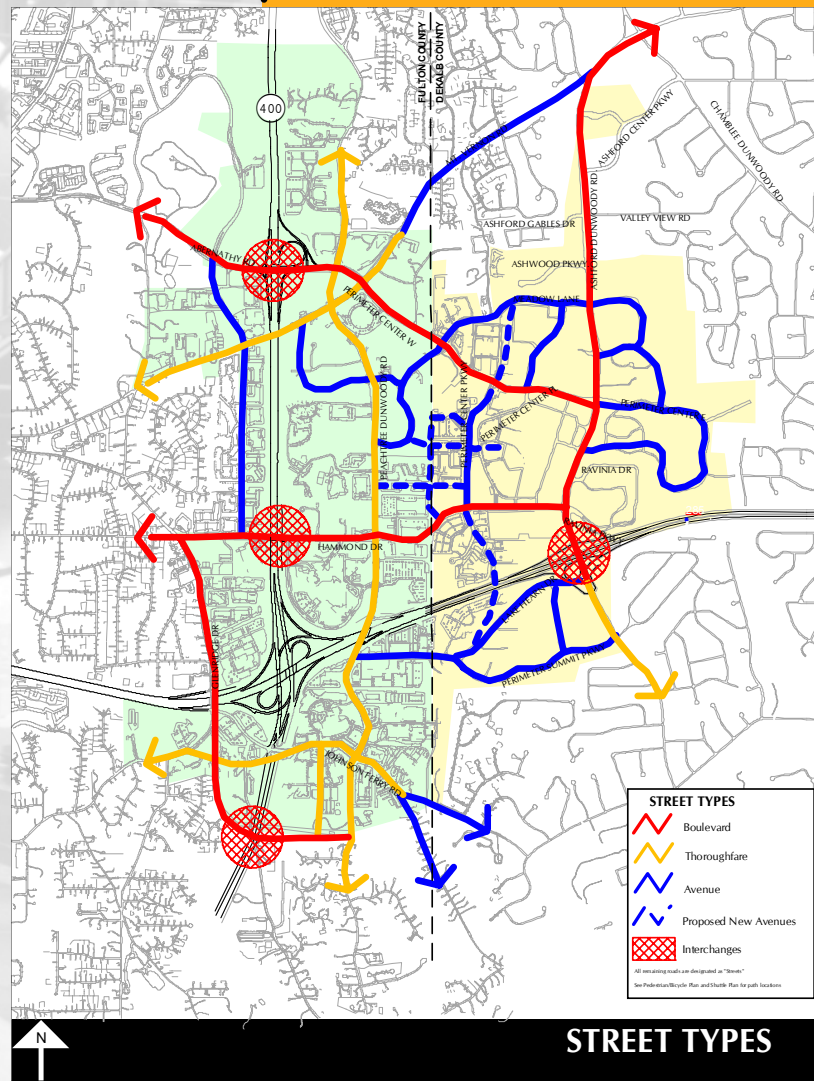 FULTON COUNTY
DEKALB COUNTY
400
ASHFORD CENTER PKWY
CHAMBLEE DUNWOODY RD
ASHFORD DUNWOODY RD
ASHFORD GABLES DR
VALLEY VIEW RD
ABERNATHY RD
ASHWOOD PKWY
PERIMETER CENTER W
MEADOW LANE
PEACHTREE DUNWOODY RD
PERIMETER CENTER PKWY
PERIMETER CENTER PL
PERIMETER CENTER E
RAVINIA DR
HAMMOND DR
GLENRIDGE DR
PERIMETER SUMMIT PKWY
JOHNSON FERRY RD
STREET TYPES
Boulevard
Thoroughfare
Avenue
Proposed New Avenues
Interchanges
All remaining roads are designated as "Streets"
See Pedestrian/Bicycle Plan and Shuttle Plan for path locations
N
STREET TYPES